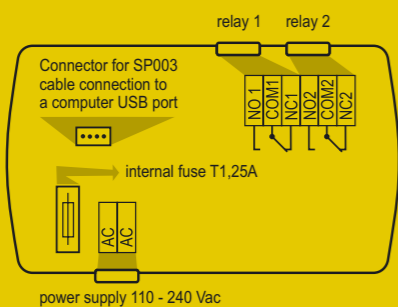 relay 1 relay 2
Connector for SP003
cable connection to
a computer USB port
NO 1 COM1 NC1 NO2 COM2 NC2
internal fuse T1,25A
AC AC
power supply 110 - 240 Vac